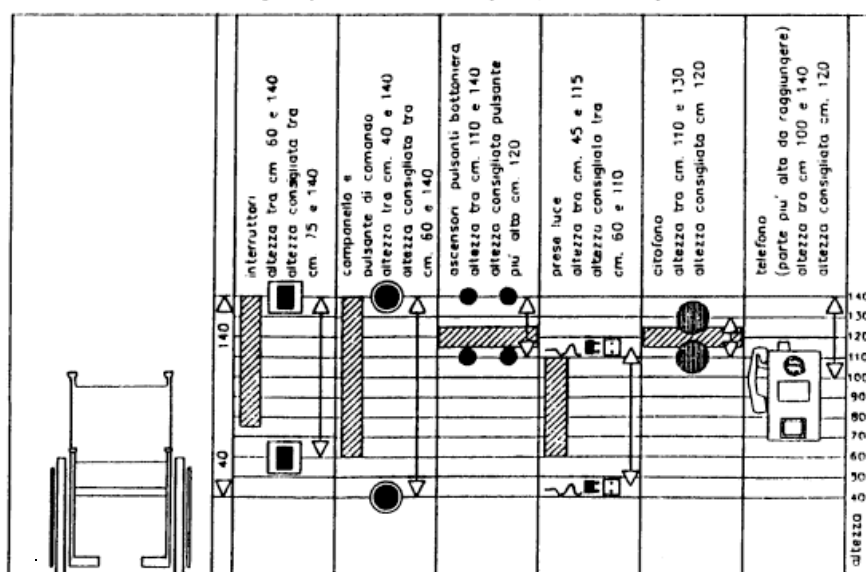 interruttori
altezza tra cm 60 e 140
altezza consigliata tra
cm. 75 e 140
campanello e
pulsante di comando
altezza tra cm. 40 e 140
altezza consigliata tra
cm. 60 e 140
ascensori pulsanti bottoniera
altezza tra cm. 110 e 140
altezza consigliata pulsante
piu' alto cm. 120
prese luce
altezza tra cm. 45 e 115
altezza consigliata tra
cm. 60 e 110
citofono
altezza tra cm. 110 e 130
altezza consigliata cm 120
telefono
(parte piu' alta da raggiungere)
altezza tra cm 100 e 140
altezza consigliata cm. 120
140
40
140
130
120
110
100
90
80
70
60
50
40
altezza